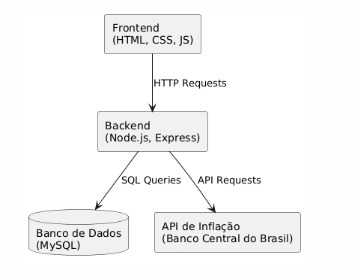 Frontend
(HTML, CSS, JS)
HTTP Requests
Backend
(Node.js, Express)
SQL Queries
API Requests
Banco de Dados
(MySQL)
API de Inflação
(Banco Central do Brasil)